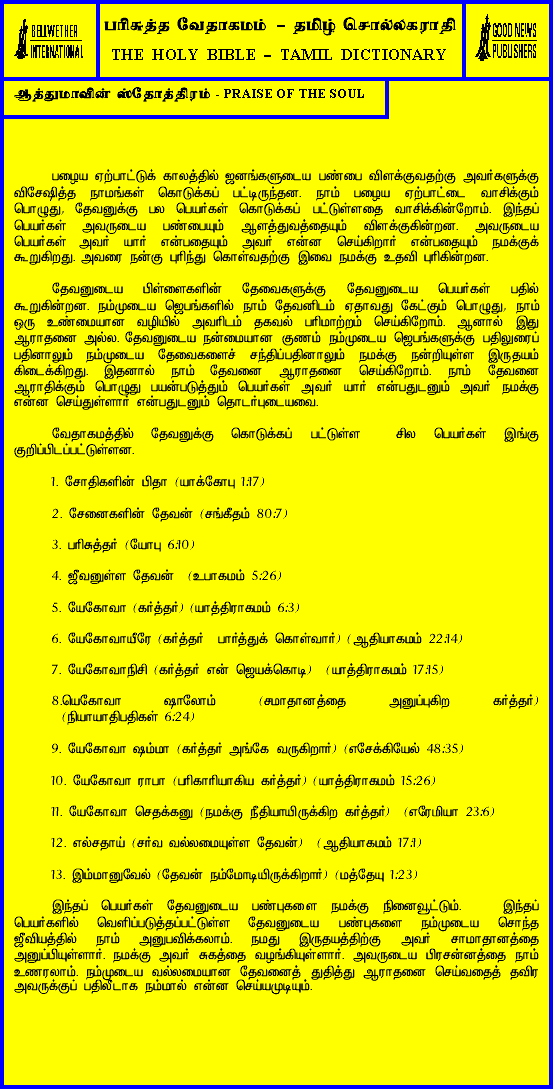 BELLWETHER
INTERNATIONAL
பரிசுத்த வேதாகமம் – தமிழ் சொல்லகராதி
THE HOLY BIBLE – TAMIL DICTIONARY
GOOD NEWS
PUBLISHERS
ஆத்துமாவின் ஸ்தோத்திரம் - PRAISE OF THE SOUL
பழைய ஏற்பாட்டுக் காலத்தில் ஜனங்களுடைய பண்பை விளக்குவதற்கு அவர்களுக்கு
விசேஷித்த நாமங்கள் கொடுக்கப் பட்டிருந்தன. நாம் பழைய ஏற்பாட்டை வாசிக்கும்
பொழுது, தேவனுக்கு பல பெயர்கள் கொடுக்கப் பட்டுள்ளதை வாசிக்கின்றோம். இந்தப்
பெயர்கள் அவருடைய பண்பையும் ஆளத்துவத்தையும் விளக்குகின்றன. அவருடைய
பெயர்கள் அவர் யார் என்பதையும் அவர் என்ன செய்கிறார் என்பதையும் நமக்குக்
கூறுகிறது. அவரை நன்கு புரிந்து கொள்வதற்கு இவை நமக்கு உதவி புரிகின்றன.
தேவனுடைய பிள்ளைகளின் தேவைகளுக்கு தேவனுடைய பெயர்கள் பதில்
கூறுகின்றன. நம்முடைய ஜெபங்களில் நாம் தேவனிடம் ஏதாவது கேட்கும் பொழுது, நாம்
ஒரு உண்மையான வழியில் அவரிடம் தகவல் பரிமாற்றம் செய்கிறோம். ஆனால் இது
ஆராதனை அல்ல. தேவனுடைய நன்மையான குணம் நம்முடைய ஜெபங்களுக்கு பதிலுரைப்
பதினாலும் நம்முடைய தேவைகளைச் சந்திப்பதினாலும் நமக்கு நன்றியுள்ள இருதயம்
கிடைக்கிறது. இதனால் நாம் தேவனை ஆராதனை செய்கிறோம். நாம் தேவனை
ஆராதிக்கும் பொழுது பயன்படுத்தும் பெயர்கள் அவர் யார் என்பதுடனும் அவர் நமக்கு
என்ன செய்துள்ளார் என்பதுடனும் தொடர்புடையவை.
வேதாகமத்தில் தேவனுக்கு கொடுக்கப் பட்டுள்ள சில பெயர்கள் இங்கு
குறிப்பிடப்பட்டுள்ளன.
1. சோதிகளின் பிதா (யாக்கோபு 1:17)
2. சேனைகளின் தேவன் (சங்கீதம் 80:7)
3. பரிசுத்தர் (யோபு 6:10)
4. ஜீவனுள்ள தேவன் (உபாகமம் 5:26)
5. யேகோவா (கர்த்தர்) (யாத்திராகமம் 6:3)
6. யேகோவாயீரே (கர்த்தர் பார்த்துக் கொள்வார்) (ஆதியாகமம் 22:14)
7. யேகோவாநிசி (கர்த்தர் என் ஜெயக்கொடி) (யாத்திராகமம் 17:15)
8.யெகோவா ஷாலோம் (சமாதானத்தை அனுப்புகிற கர்த்தர்)
(நியாயாதிபதிகள் 6:24)
9. யேகோவா ஷம்மா (கர்த்தர் அங்கே வருகிறார்) (எசேக்கியேல் 48:35)
10. யேகோவா ராபா (பரிகாரியாகிய கர்த்தர்) (யாத்திராகமம் 15:26)
11. யேகோவா செதக்கனு (நமக்கு நீதியாயிருக்கிற கர்த்தர்) (எரேமியா 23:6)
12. எல்சதாய் (சர்வ வல்லமையுள்ள தேவன்) (ஆதியாகமம் 17:1)
13. இம்மானுவேல் (தேவன் நம்மோடியிருக்கிறார்) (மத்தேயு 1:23)
இந்தப் பெயர்கள் தேவனுடைய பண்புகளை நமக்கு நினைவூட்டும். இந்தப்
பெயர்களில் வெளிப்படுத்தப்பட்டுள்ள தேவனுடைய பண்புகளை நம்முடைய சொந்த
ஜீவியத்தில் நாம் அனுபவிக்கலாம். நமது இருதயத்திற்கு அவர் சாமாதானத்தை
அனுப்பியுள்ளார். நமக்கு அவர் சுகத்தை வழங்கியுள்ளார். அவருடைய பிரசன்னத்தை நாம்
உணரலாம். நம்முடைய வல்லமையான தேவனைத் துதித்து ஆராதனை செய்வதைத் தவிர
அவருக்குப் பதிலீடாக நம்மால் என்ன செய்யமுடியும்.